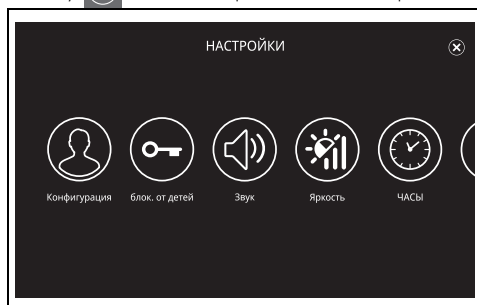 НАСТРОЙКИ
Конфигурация
блок. от детей
Звук
Яркость
ЧАСЫ